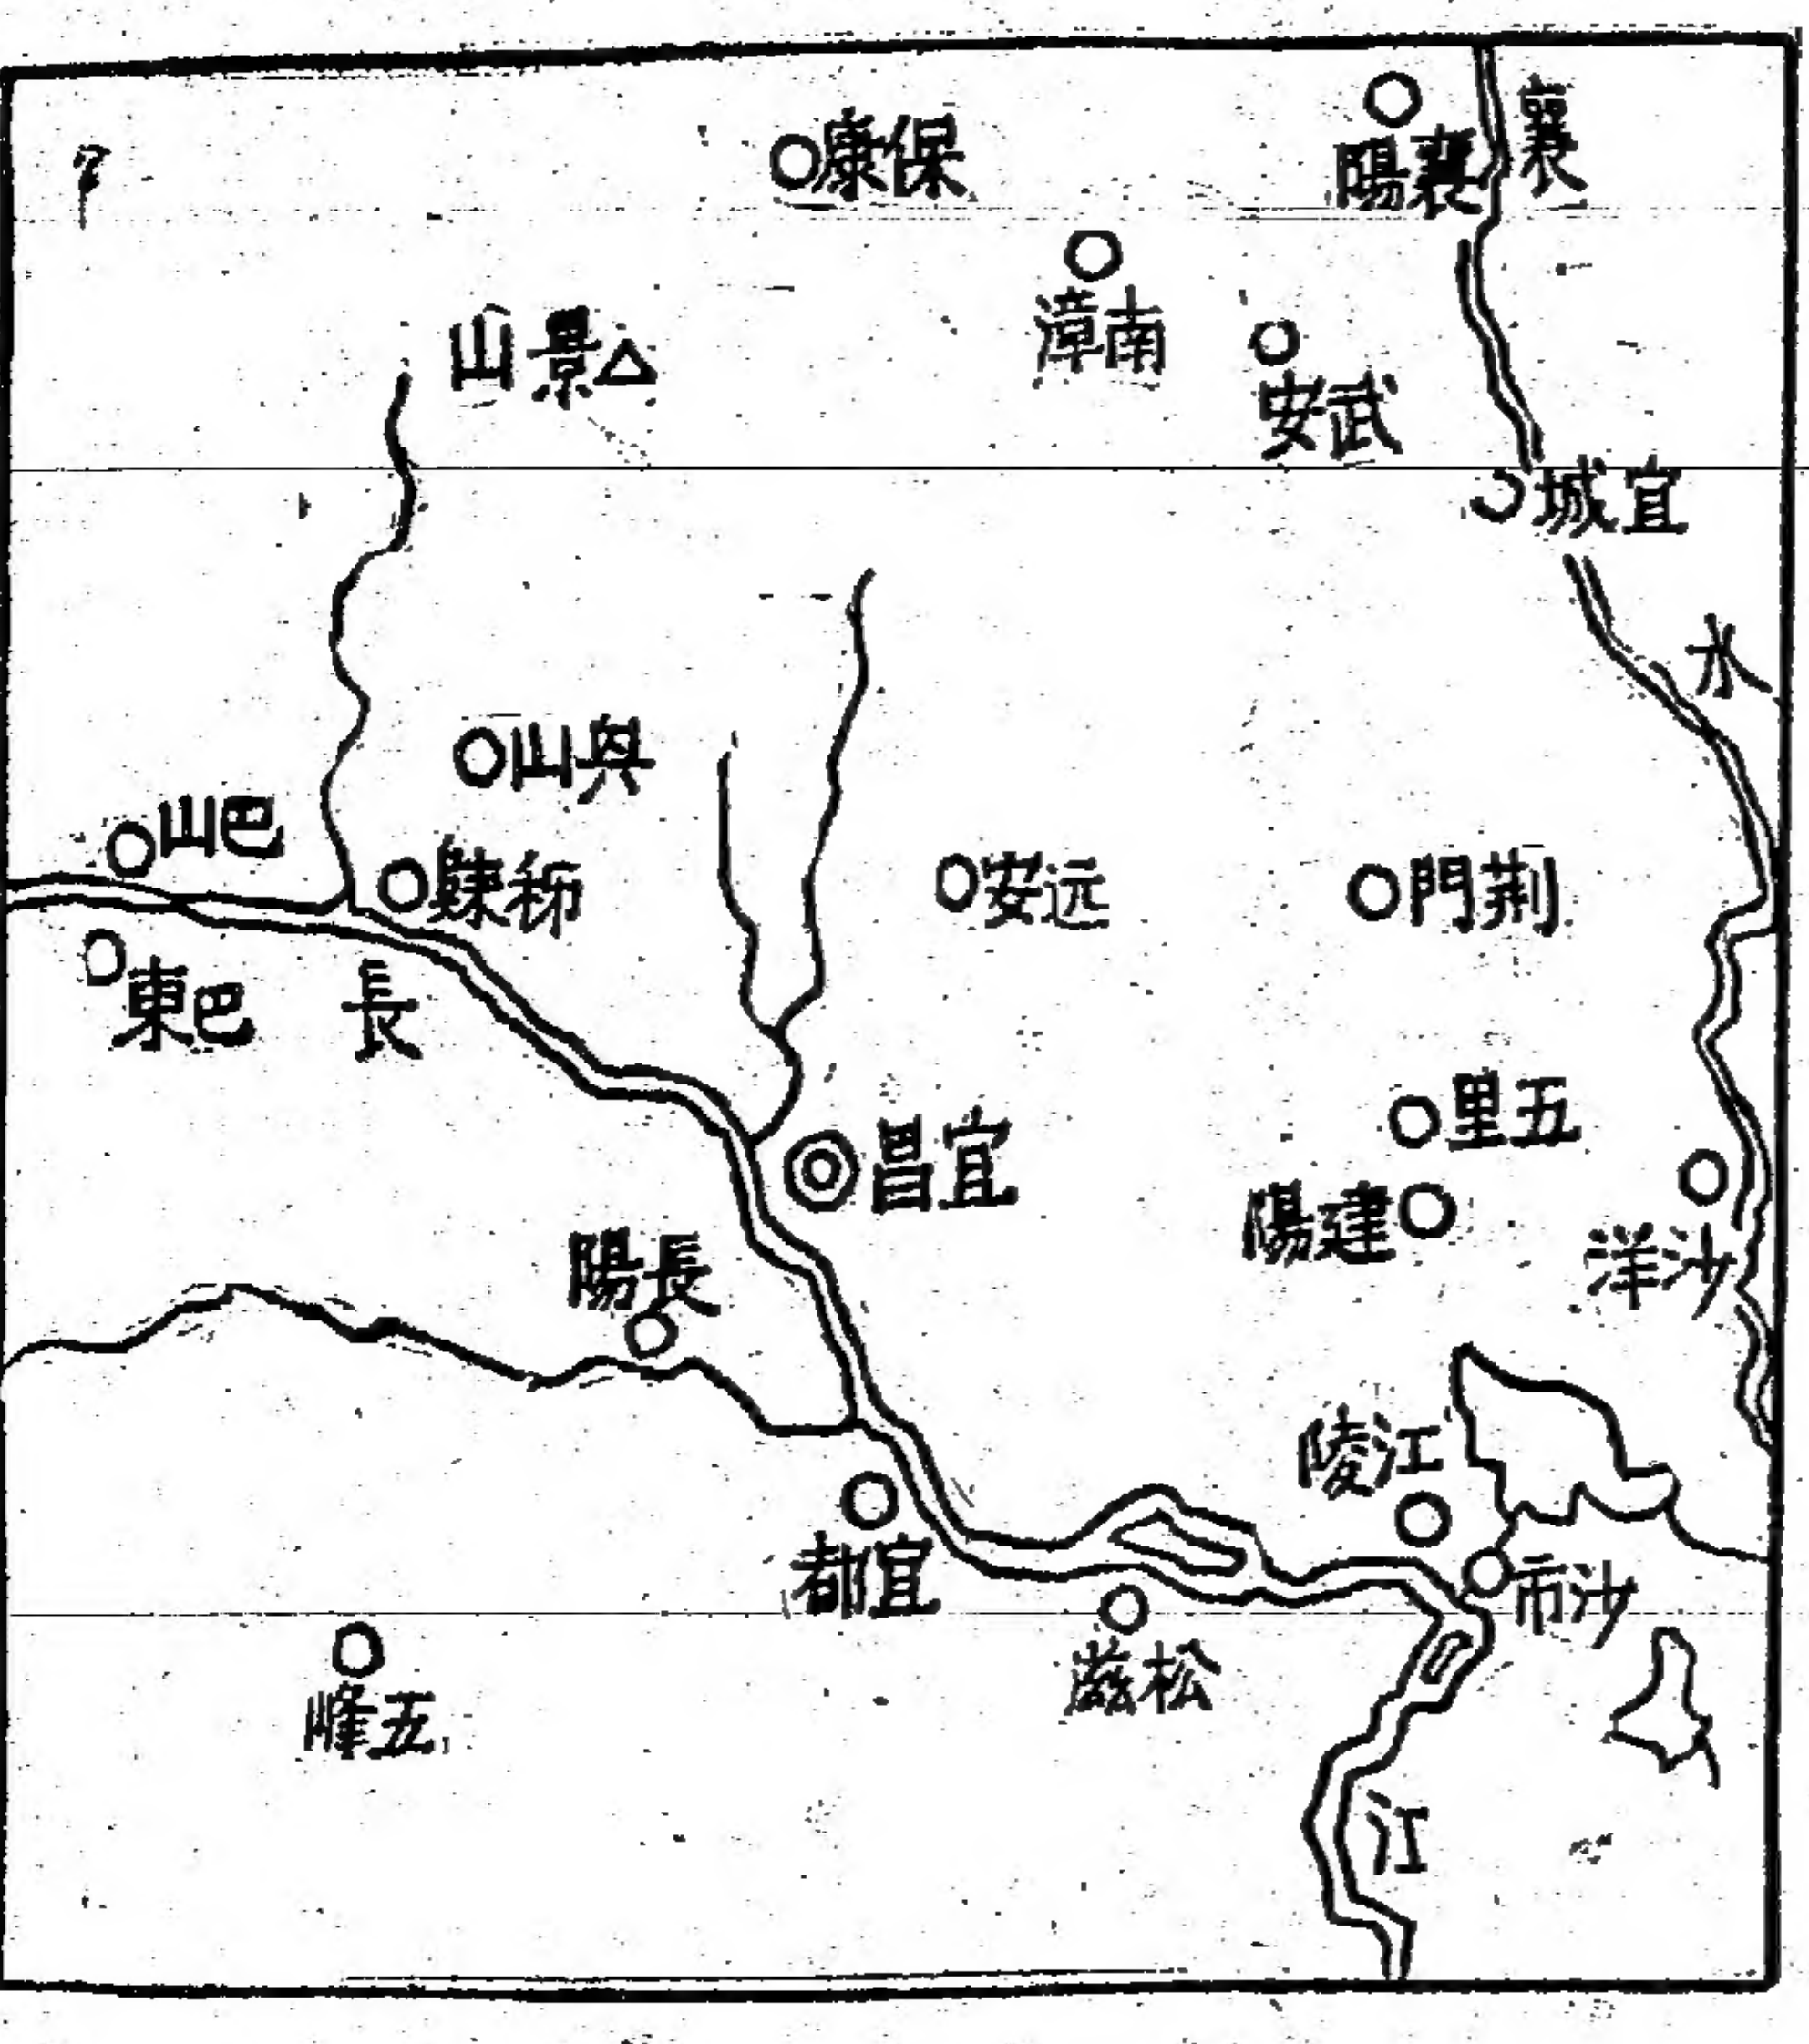 襄陽
襄
保康
南漳
武安
景山
宜城
水
興山
巴山
秭歸
远安
荆門
巴東
長
五里
宜昌
建陽
沙洋
長陽
江陵
宜都
沙市
松滋
五峰
江